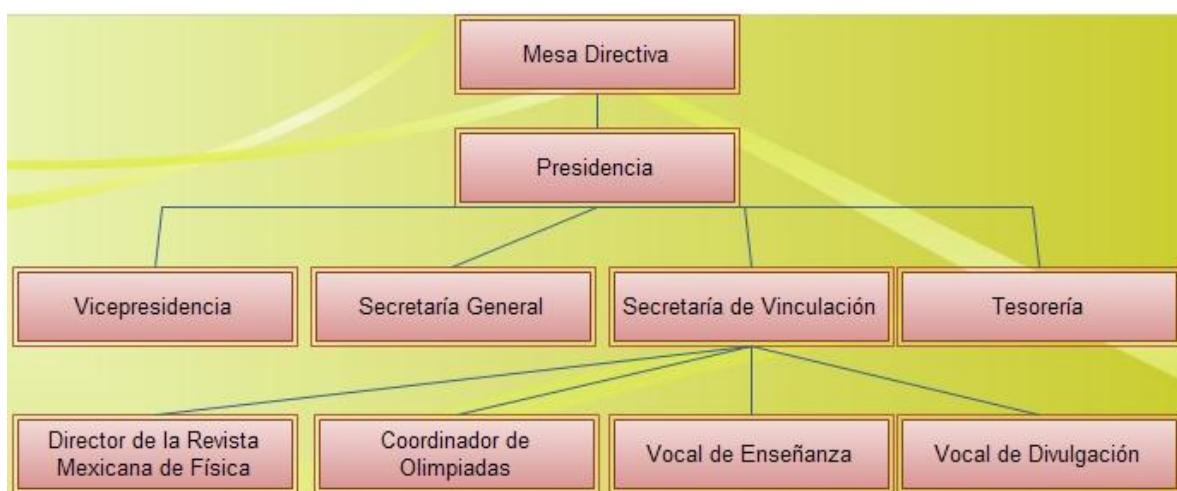 Mesa Directiva
Presidencia
Vicepresidencia
Secretaría General
Secretaría de Vinculación
Tesorería
Director de la Revista
Mexicana de Física
Coordinador de
Olimpiadas
Vocal de Enseñanza
Vocal de Divulgación